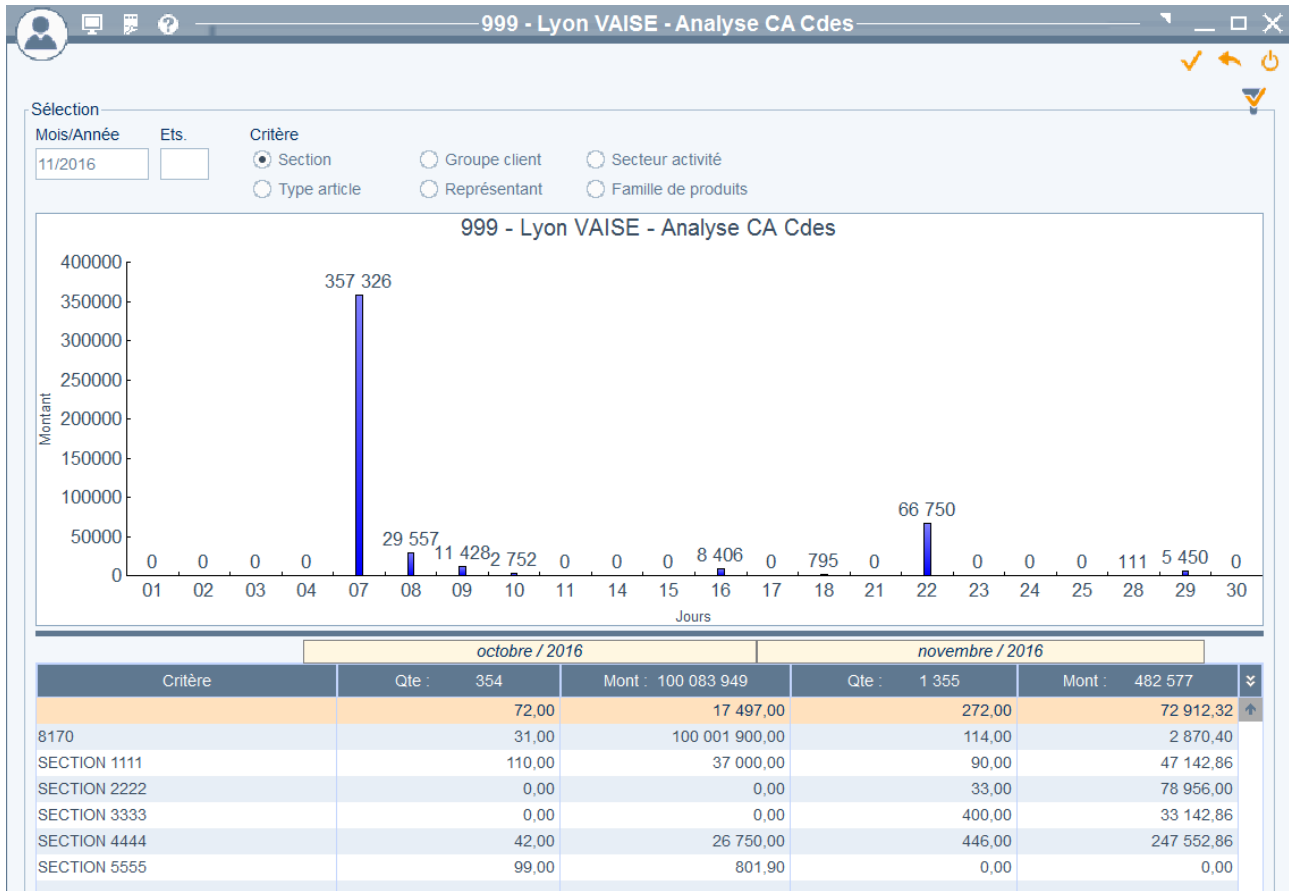 999 - Lyon VAISE - Analyse CA Cdes
Sélection
Mois/Année Ets. Critère
11/2016 Section Groupe client Secteur activité
Type article Représentant Famille de produits
999 - Lyon VAISE - Analyse CA Cdes
400000
357 326
350000
300000
250000
Montant
200000
150000
100000
66 750
50000
29 557
11 428
0 0 0 0 2 752 0 0 0 8 406 0 795 0 0 0 0 111 5 450 0
0
01 02 03 04 07 08 09 10 11 14 15 16 17 18 21 22 23 24 25 28 29 30
Jours
octobre / 2016 novembre / 2016
Critère Qte : 354 Mont : 100 083 949 Qte : 1 355 Mont : 482 577
72,00 17 497,00 272,00 72 912,32
8170 31,00 100 001 900,00 114,00 2 870,40
SECTION 1111 110,00 37 000,00 90,00 47 142,86
SECTION 2222 0,00 0,00 33,00 78 956,00
SECTION 3333 0,00 0,00 400,00 33 142,86
SECTION 4444 42,00 26 750,00 446,00 247 552,86
SECTION 5555 99,00 801,90 0,00 0,00